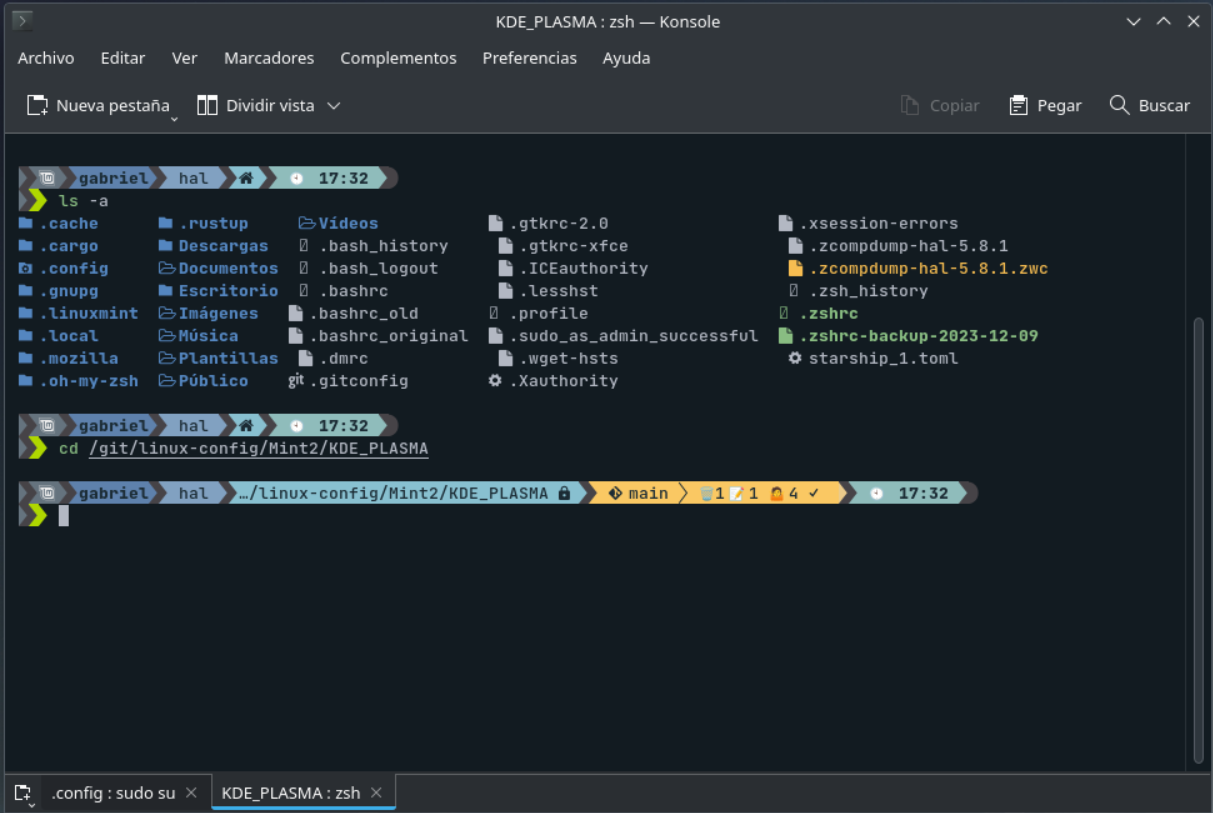 KDE_PLASMA : zsh — Konsole
Archivo Editar Ver Marcadores Complementos Preferencias Ayuda
Nueva pestaña Dividir vista Copiar Pegar Buscar
gabriel hal 17:32
ls -a
.cache .rustup Vídeos .gtkrc-2.0 .xsession-errors
.cargo Descargas .bash_history .gtkrc-xfce .zcompdump-hal-5.8.1
.config Documentos .bash_logout .ICEauthority .zcompdump-hal-5.8.1.zwc
.gnupg Escritorio .bashrc .lesshst .zsh_history
.linuxmint Imágenes .bashrc_old .profile .zshrc
.local Música .bashrc_original .sudo_as_admin_successful .zshrc-backup-2023-12-09
.mozilla Plantillas .dmrc .wget-hsts starship_1.toml
.oh-my-zsh Público git .gitconfig .Xauthority
gabriel hal 17:32
cd /git/linux-config/Mint2/KDE_PLASMA
gabriel hal …/linux-config/Mint2/KDE_PLASMA 🔒 main 🗑️1 📝 1 🤷 4 ✓ 17:32
.config : sudo su KDE_PLASMA : zsh